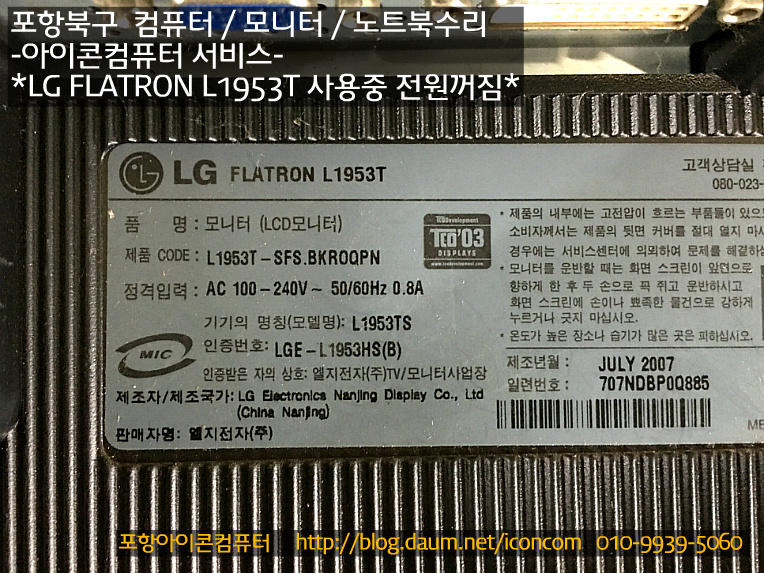 포항북구 컴퓨터 / 모니터 / 노트북수리
-아이콘컴퓨터 서비스-
*LG FLATRON L1953T 사용중 전원꺼짐*
LG FLATRON L1953T
고객상담실
080-023-
품 명 : 모니터 (LCD모니터)
제품 CODE : L1953T-SFS.BKROQPN
정격입력 : AC 100-240V~ 50/60Hz 0.8A
TCO Development
TCO'03
DISPLAYS
www.tcodevelopment.com
기기의 명칭(모델명): L1953TS
MIC
인증번호: LGE-L1953HS(B)
인증받은 자의 상호: 엘지전자(주)TV/모니터사업장
제조자/제조국가: LG Electronics Nanjing Display Co., Ltd
(China Nanjing)
판매자명: 엘지전자(주)
* 제품의 내부에는 고전압이 흐르는 부품들이 있으
소비자께서는 제품의 뒷면 커버를 절대 열지 마시
경우에는 서비스센터에 의뢰하여 문제를 해결하십
* 모니터를 운반할 때는 화면 스크린이 앞면으로
향하게 한 후 두 손으로 꼭 쥐고 운반하시고
화면 스크린에 손이나 뾰족한 물건으로 강하게
누르거나 긋지 마십시오.
* 온도가 높은 장소나 습기가 많은 곳은 피하십시오.
제조년월 : JULY 2007
일련번호 : 707NDBP0Q885
포항아이콘컴퓨터 http://blog.daum.net/iconcom 010-9939-5060